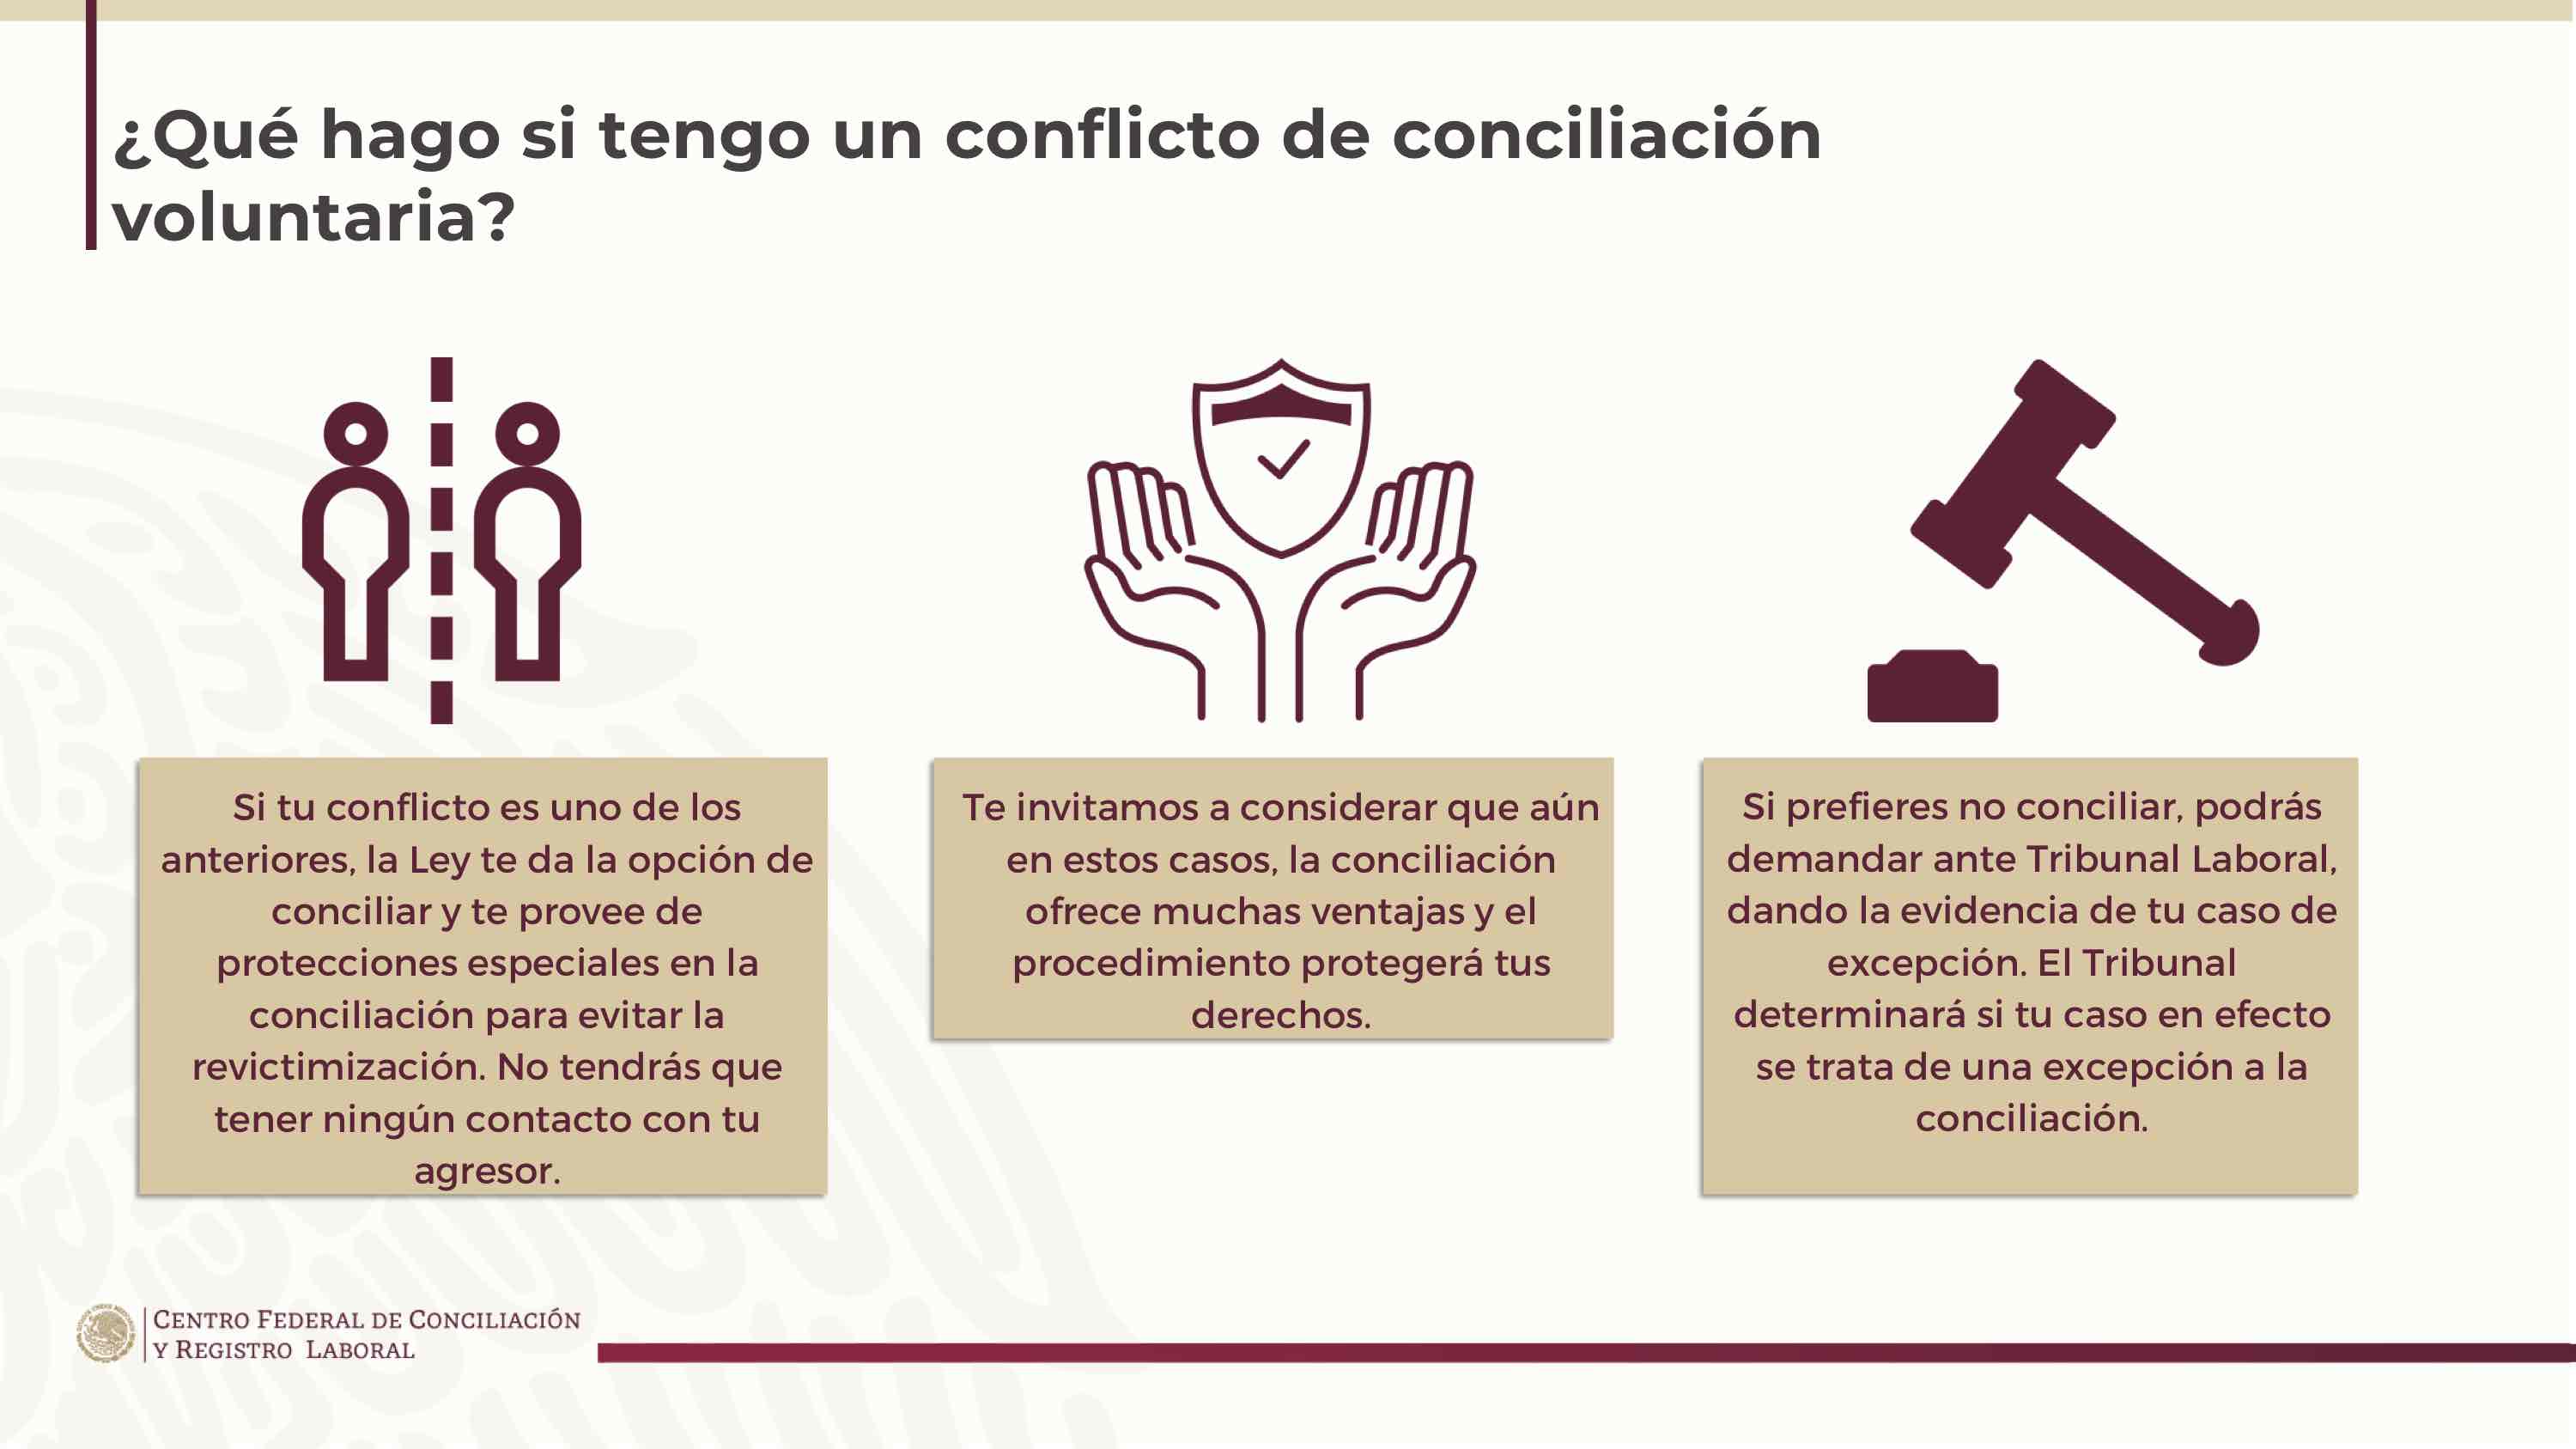 ¿Qué hago si tengo un conflicto de conciliación
voluntaria?
Si tu conflicto es uno de los
anteriores, la Ley te da la opción de
conciliar y te provee de
protecciones especiales en la
conciliación para evitar la
revictimización. No tendrás que
tener ningún contacto con tu
agresor.
Te invitamos a considerar que aún
en estos casos, la conciliación
ofrece muchas ventajas y el
procedimiento protegerá tus
derechos.
Si prefieres no conciliar, podrás
demandar ante Tribunal Laboral,
dando la evidencia de tu caso de
excepción. El Tribunal
determinará si tu caso en efecto
se trata de una excepción a la
conciliación.
CENTRO FEDERAL DE CONCILIACIÓN
Y REGISTRO LABORAL